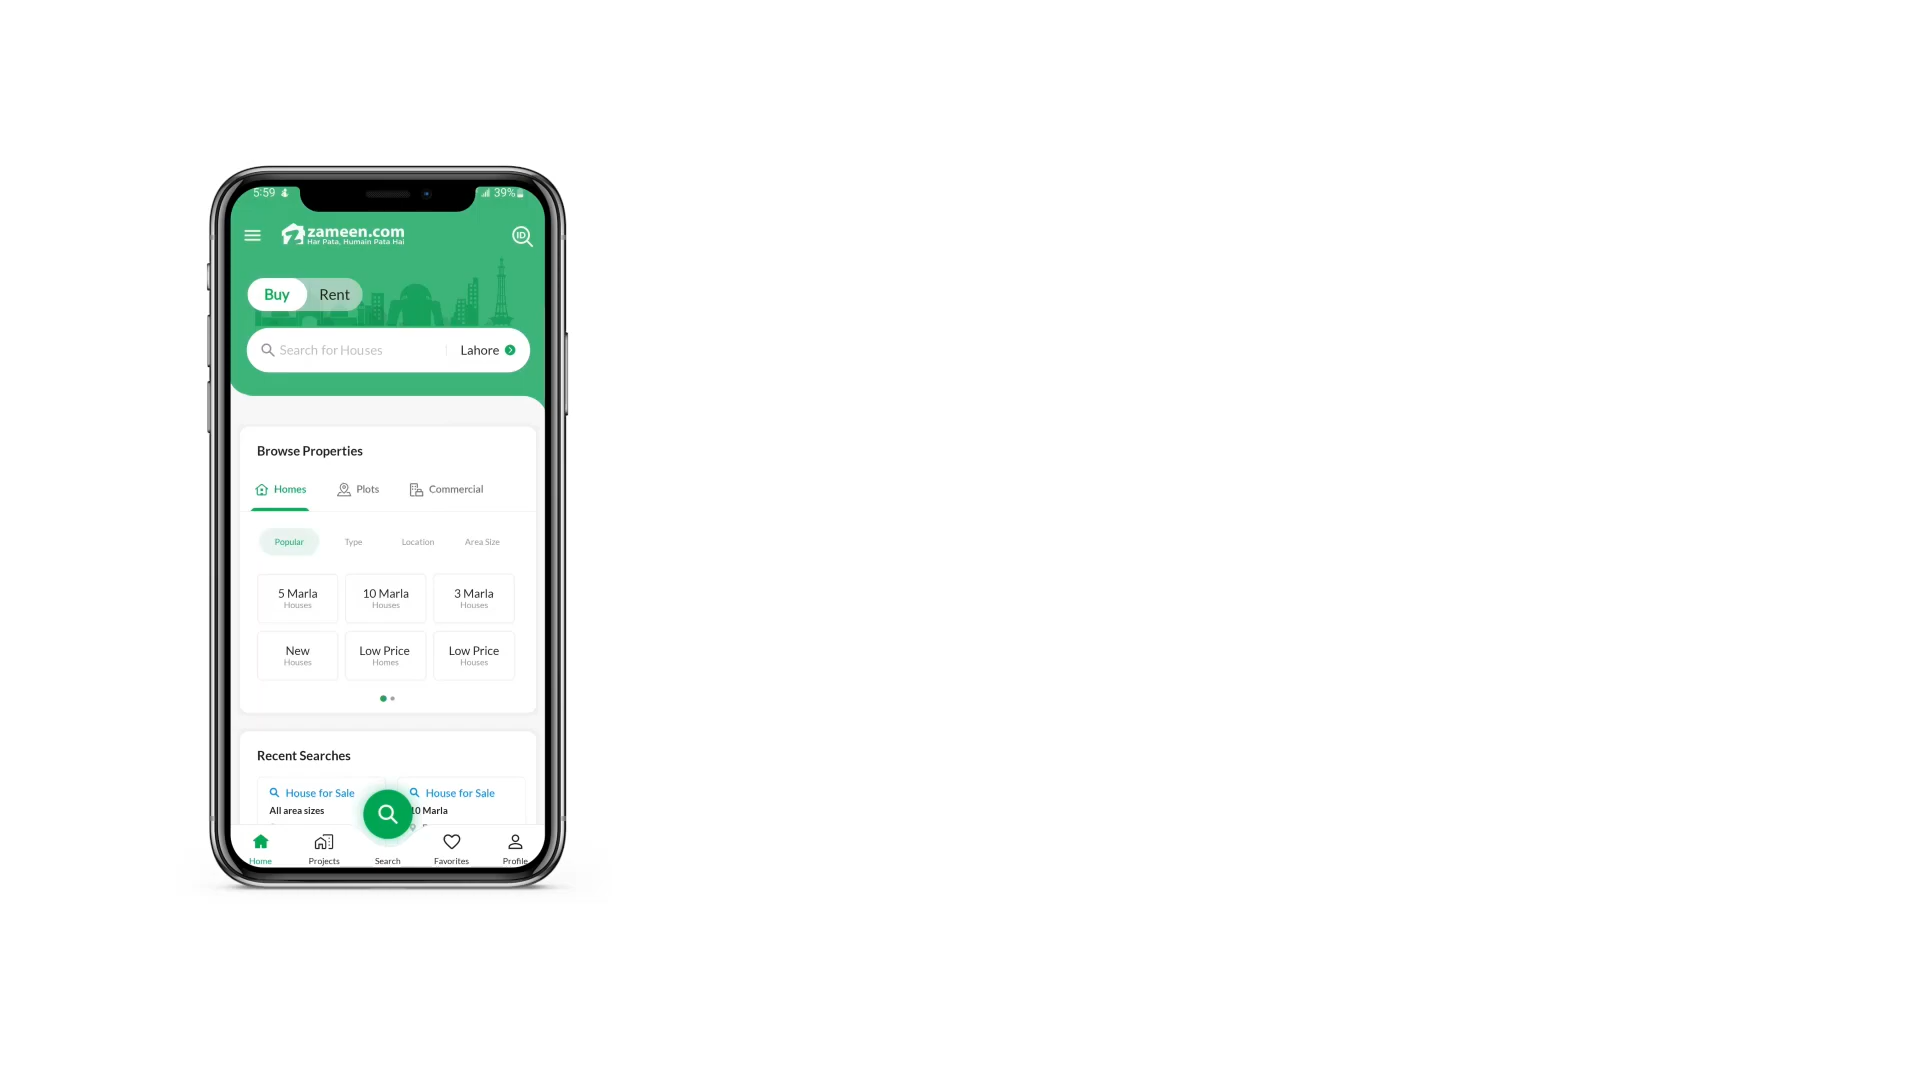 5:59
39%
zameen.com
Har Pata, Humain Pata Hai
ID
Buy
Rent
Search for Houses
Lahore
Browse Properties
Homes
Plots
Commercial
Popular
Type
Location
Area Size
5 Marla
Houses
10 Marla
Houses
3 Marla
Houses
New
Houses
Low Price
Homes
Low Price
Houses
Recent Searches
House for Sale
All area sizes
House for Sale
10 Marla
Home
Projects
Search
Favorites
Profile